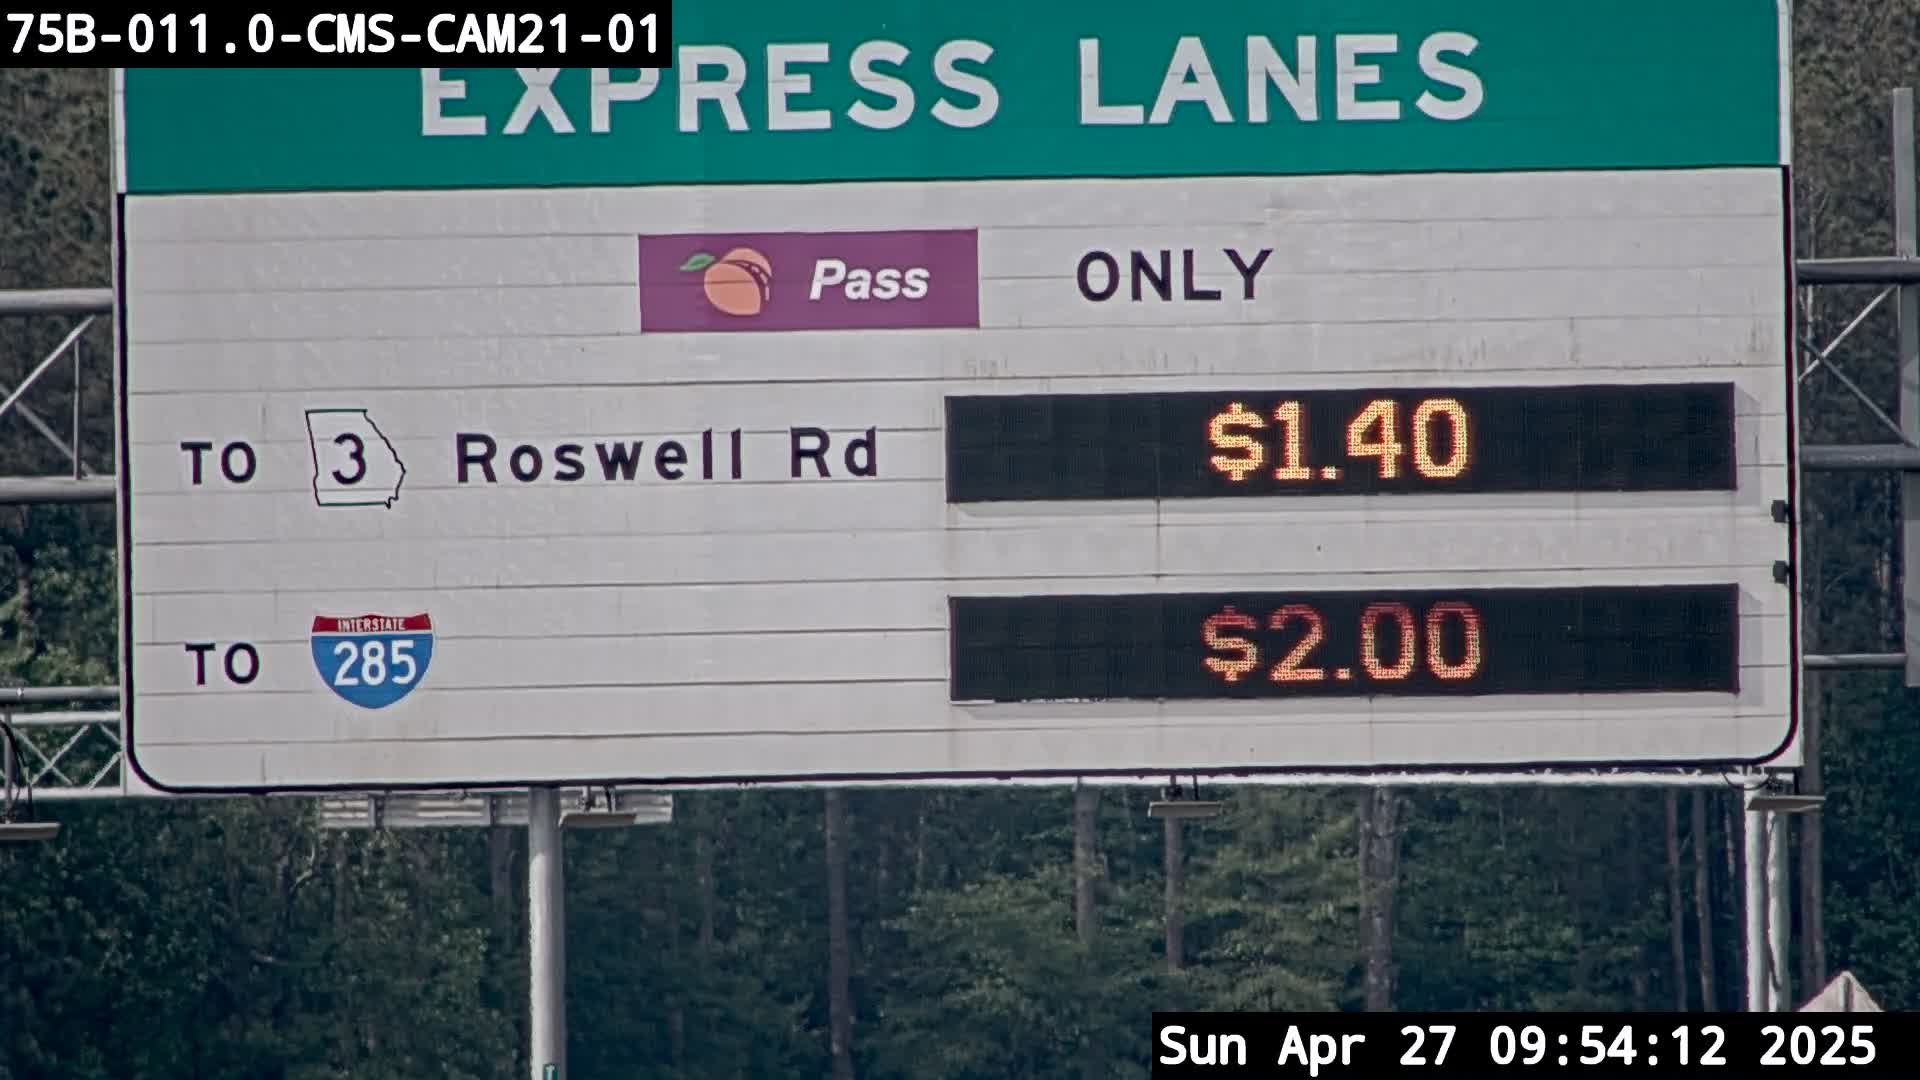 75B-011.0-CMS-CAM21-01
EXPRESS LANES
Pass ONLY
TO 3 Roswell Rd $1.40
TO INTERSTATE 285 $2.00
Sun Apr 27 09:54:12 2025